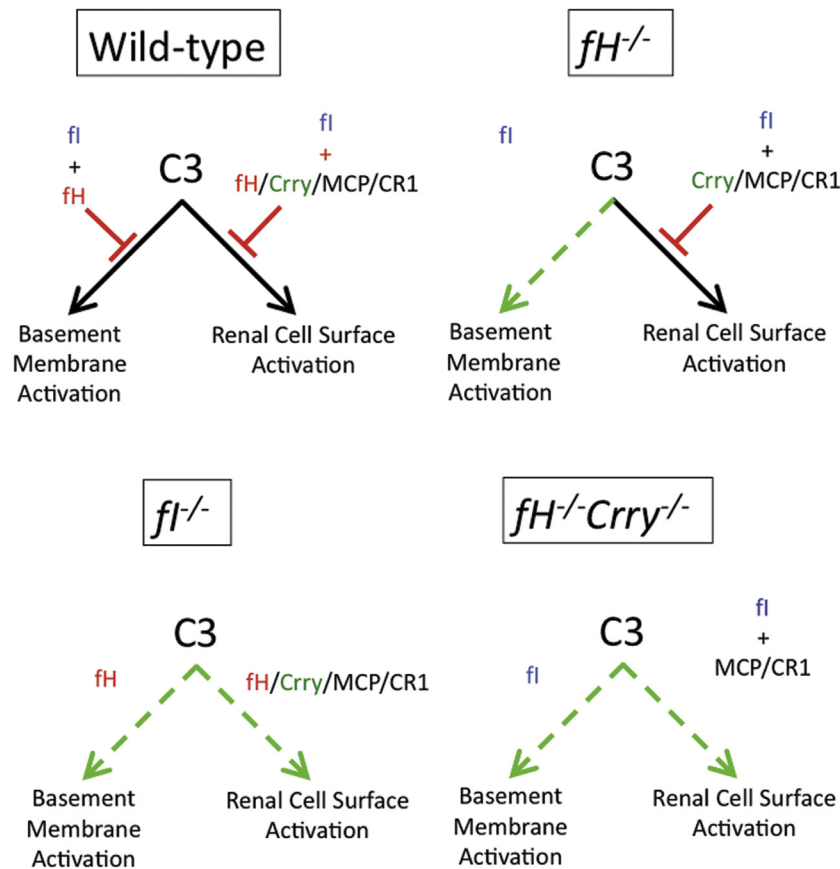 Wild-type
fI
+
fH
C3
fI
+
fH/Crry/MCP/CR1
Basement
Membrane
Activation
Renal Cell Surface
Activation
fH-/-
fI
C3
fI
+
Crry/MCP/CR1
Basement
Membrane
Activation
Renal Cell Surface
Activation
fI-/-
C3
fH
fH/Crry/MCP/CR1
Basement
Membrane
Activation
Renal Cell Surface
Activation
fH-/-Crry-/-
C3
fI
fI
+
MCP/CR1
Basement
Membrane
Activation
Renal Cell Surface
Activation